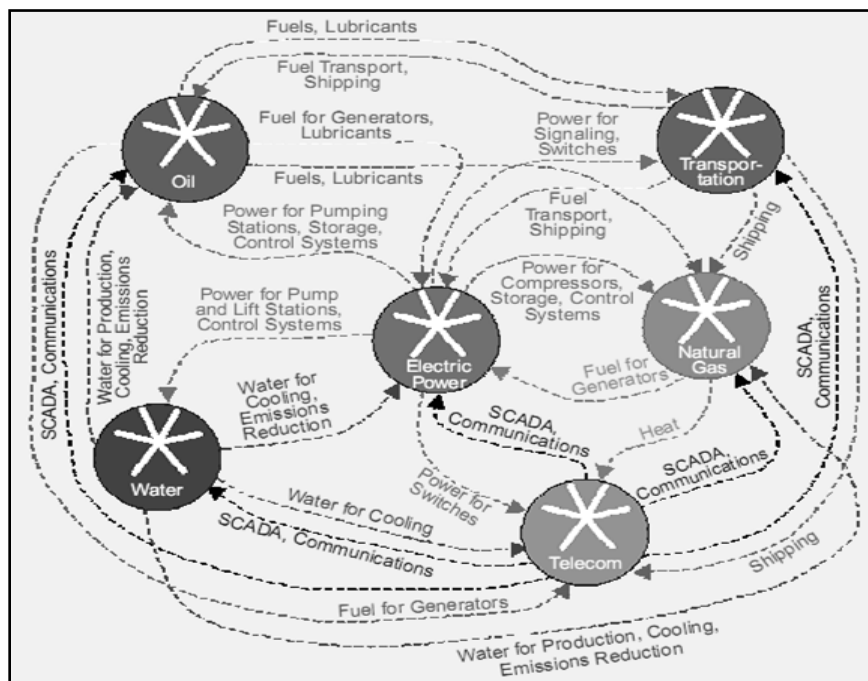 Fuels, Lubricants
Fuel Transport,
Shipping
Fuel for Generators,
Lubricants
Power for
Signaling,
Switches
Oil
Transpor-
tation
Fuels, Lubricants
Power for Pumping
Stations, Storage,
Control Systems
Fuel
Transport,
Shipping
Shipping
Power for Pump
and Lift Stations,
Control Systems
Power for
Compressors,
Storage, Control
Systems
SCADA, Communications
Water for Production,
Cooling, Emissions
Reduction
Electric
Power
Natural
Gas
SCADA,
Communications
Water for
Cooling,
Emissions
Reduction
Fuel for
Generators
SCADA,
Communications
Heat
SCADA,
Communications
Water
Power for
Switches
Water for Cooling
SCADA, Communications
Telecom
Shipping
Fuel for Generators
Water for Production, Cooling,
Emissions Reduction